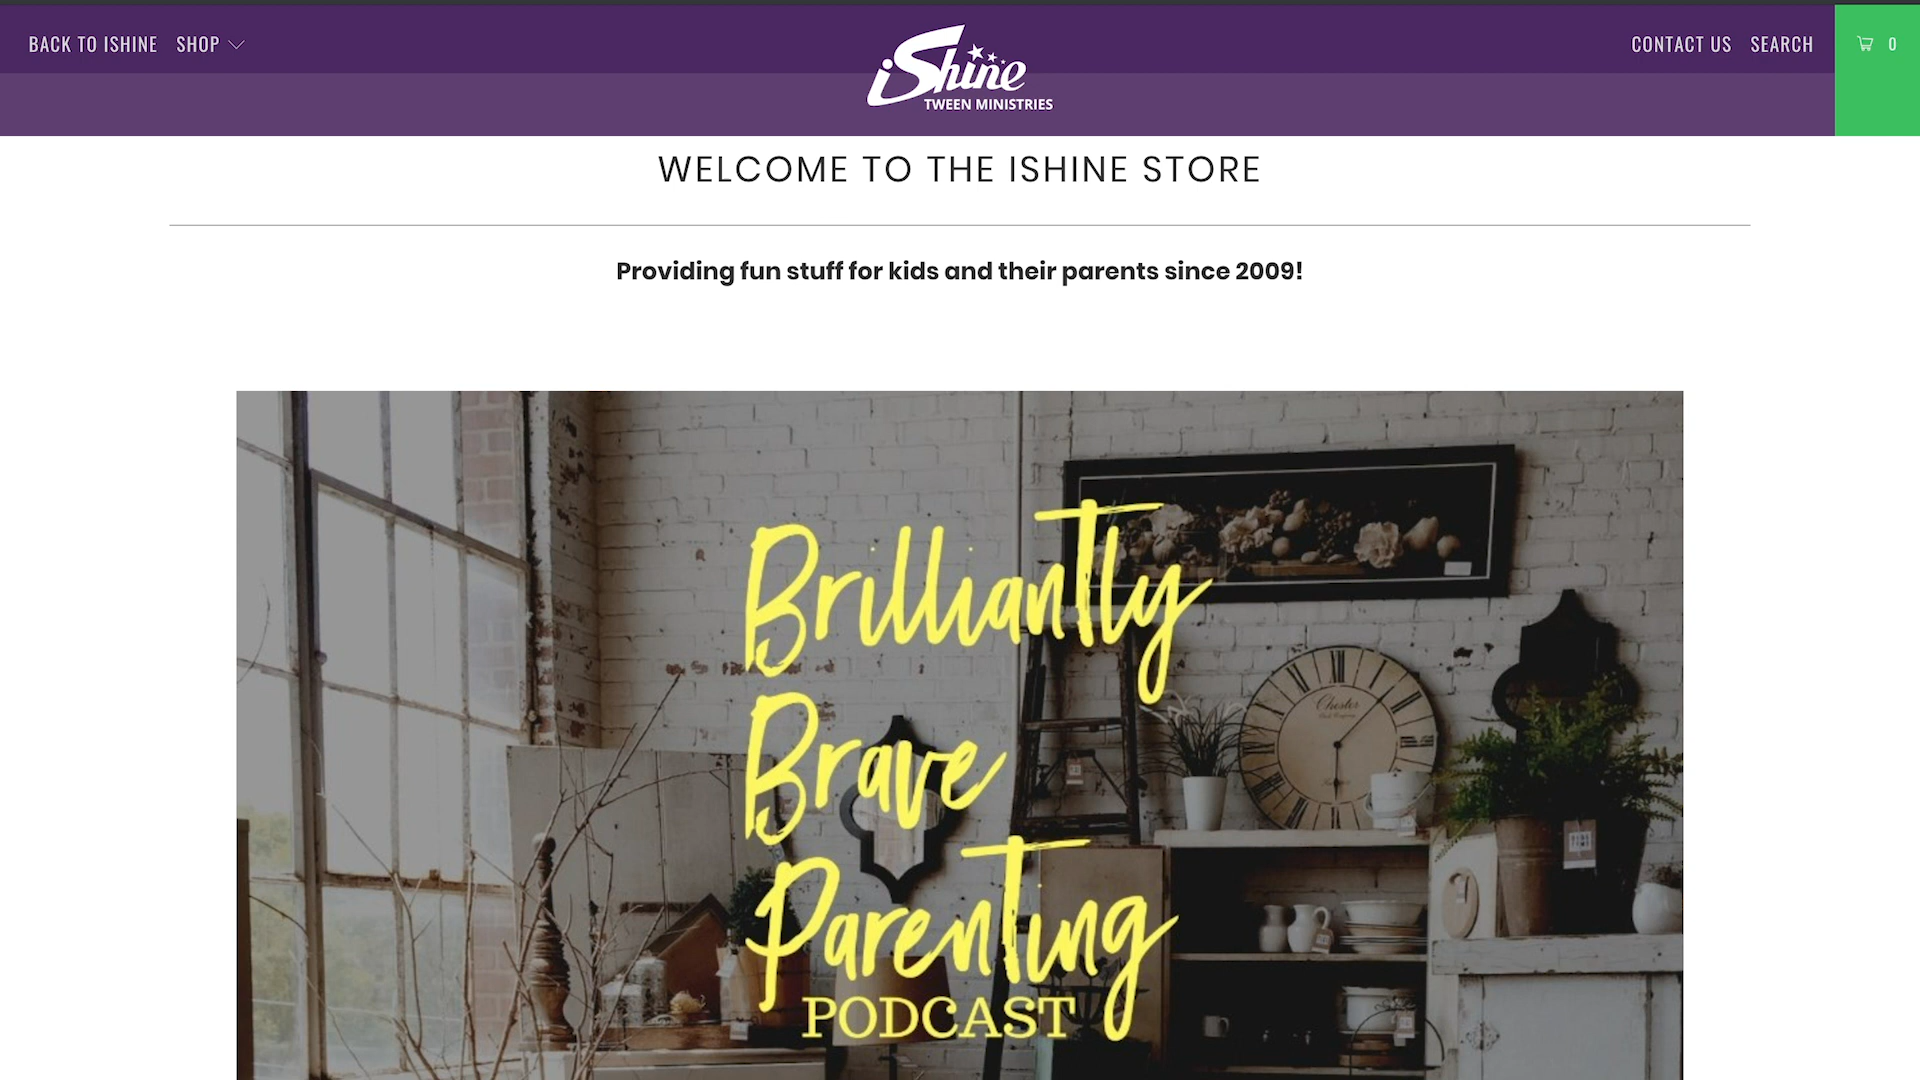 BACK TO ISHINE SHOP
iShine
TWEEN MINISTRIES
CONTACT US SEARCH 0
WELCOME TO THE ISHINE STORE
Providing fun stuff for kids and their parents since 2009!
Brilliantly
Brave
Parenting
PODCAST
Chester